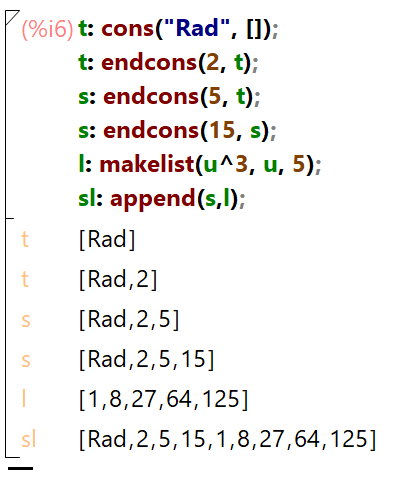 (%i6) t: cons("Rad", []);
t: endcons(2, t);
s: endcons(5, t);
s: endcons(15, s);
l: makelist(u^3, u, 5);
sl: append(s,l);
t [Rad]
t [Rad,2]
s [Rad,2,5]
s [Rad,2,5,15]
l [1,8,27,64,125]
sl [Rad,2,5,15,1,8,27,64,125]